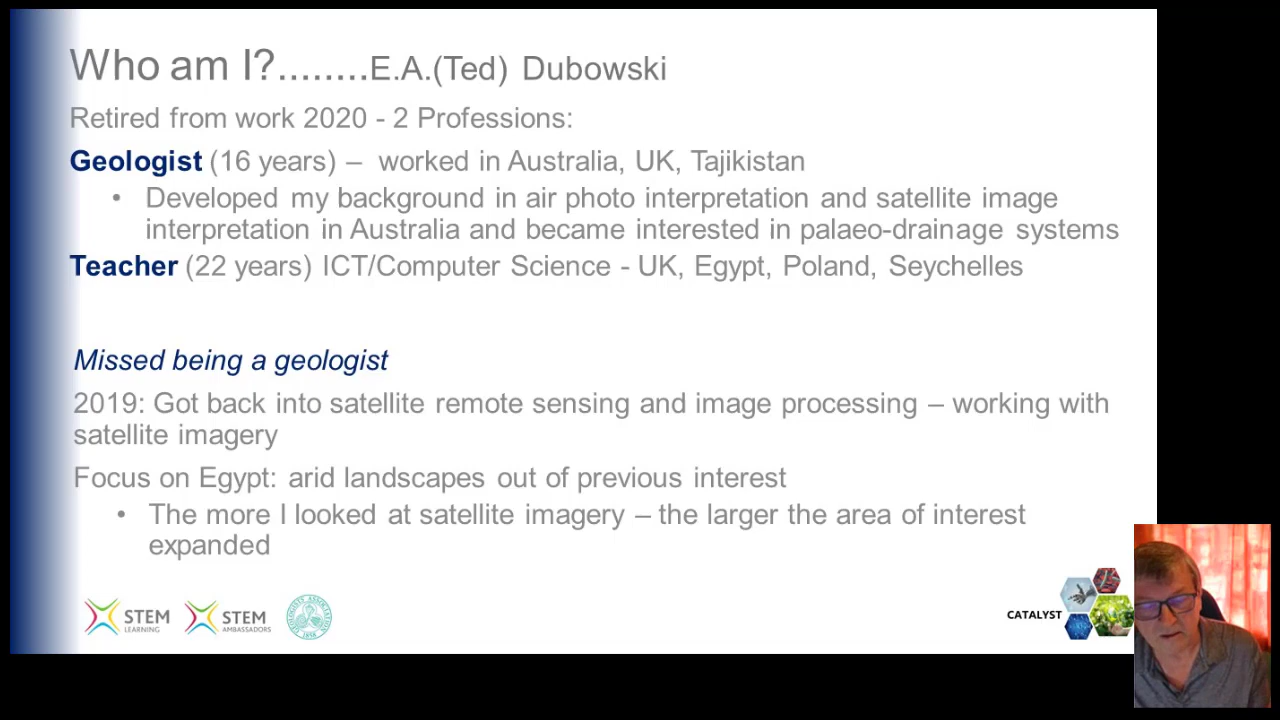 Who am I?........E.A.(Ted) Dubowski
Retired from work 2020 - 2 Professions:
Geologist (16 years) – worked in Australia, UK, Tajikistan
• Developed my background in air photo interpretation and satellite image
interpretation in Australia and became interested in palaeo-drainage systems
Teacher (22 years) ICT/Computer Science - UK, Egypt, Poland, Seychelles
Missed being a geologist
2019: Got back into satellite remote sensing and image processing – working with
satellite imagery
Focus on Egypt: arid landscapes out of previous interest
• The more I looked at satellite imagery – the larger the area of interest
expanded
STEM
LEARNING
STEM
AMBASSADORS
GEOLOGISTS ASSOCIATION
1858
CATALYST